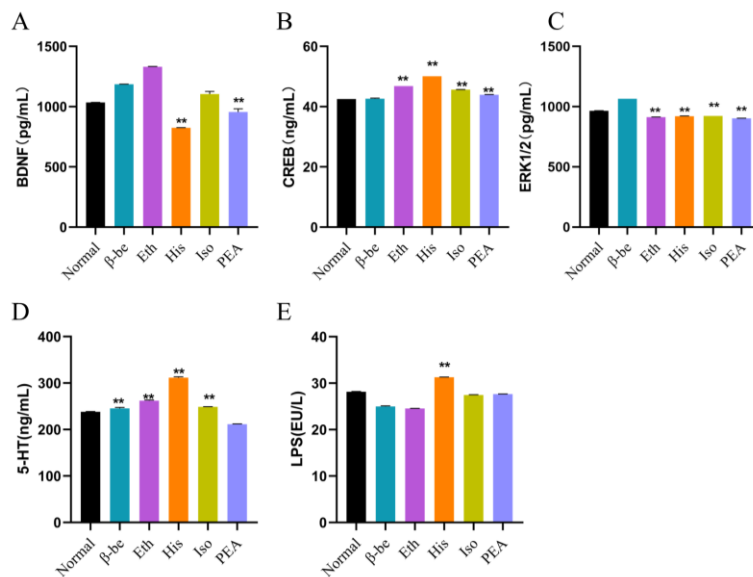 A
BDNF(pg/mL)
1500
1000
500
0
** **
Normal β-be Eth His Iso PEA
B
CREB(ng/mL)
60
40
20
0
** ** ** **
Normal β-be Eth His Iso PEA
C
ERK1/2(pg/mL)
1500
1000
500
0
** ** ** **
Normal β-be Eth His Iso PEA
D
5-HT(ng/mL)
400
300
200
100
0
** ** ** **
Normal β-be Eth His Iso PEA
E
LPS(EU/L)
40
30
20
10
0
**
Normal β-be Eth His Iso PEA